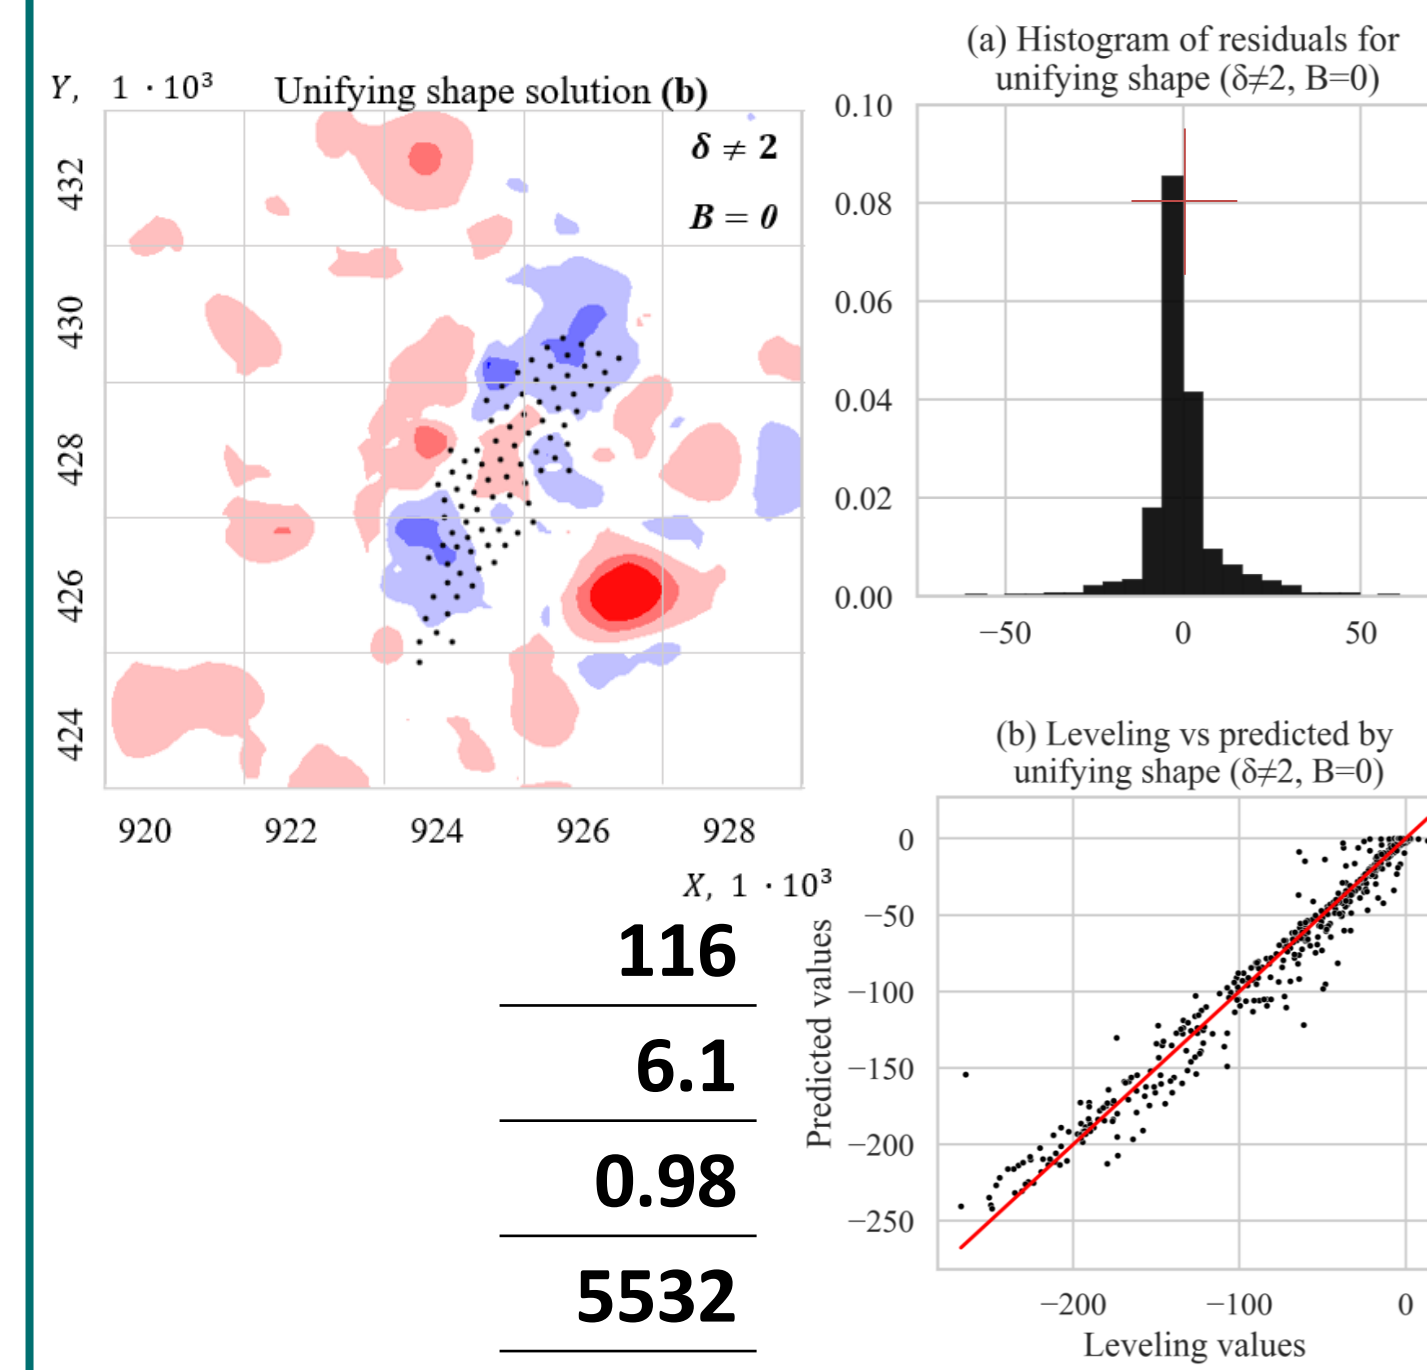 Y, 1 · 10³
Unifying shape solution (b)
δ ≠ 2
B = 0
432
430
428
426
424
920 922 924 926 928
X, 1 · 10³
116
6.1
0.98
5532
(a) Histogram of residuals for
unifying shape (δ≠2, B=0)
0.10
0.08
0.06
0.04
0.02
0.00
−50 0 50
(b) Leveling vs predicted by
unifying shape (δ≠2, B=0)
Predicted values
0
−50
−100
−150
−200
−250
−200 −100 0
Leveling values